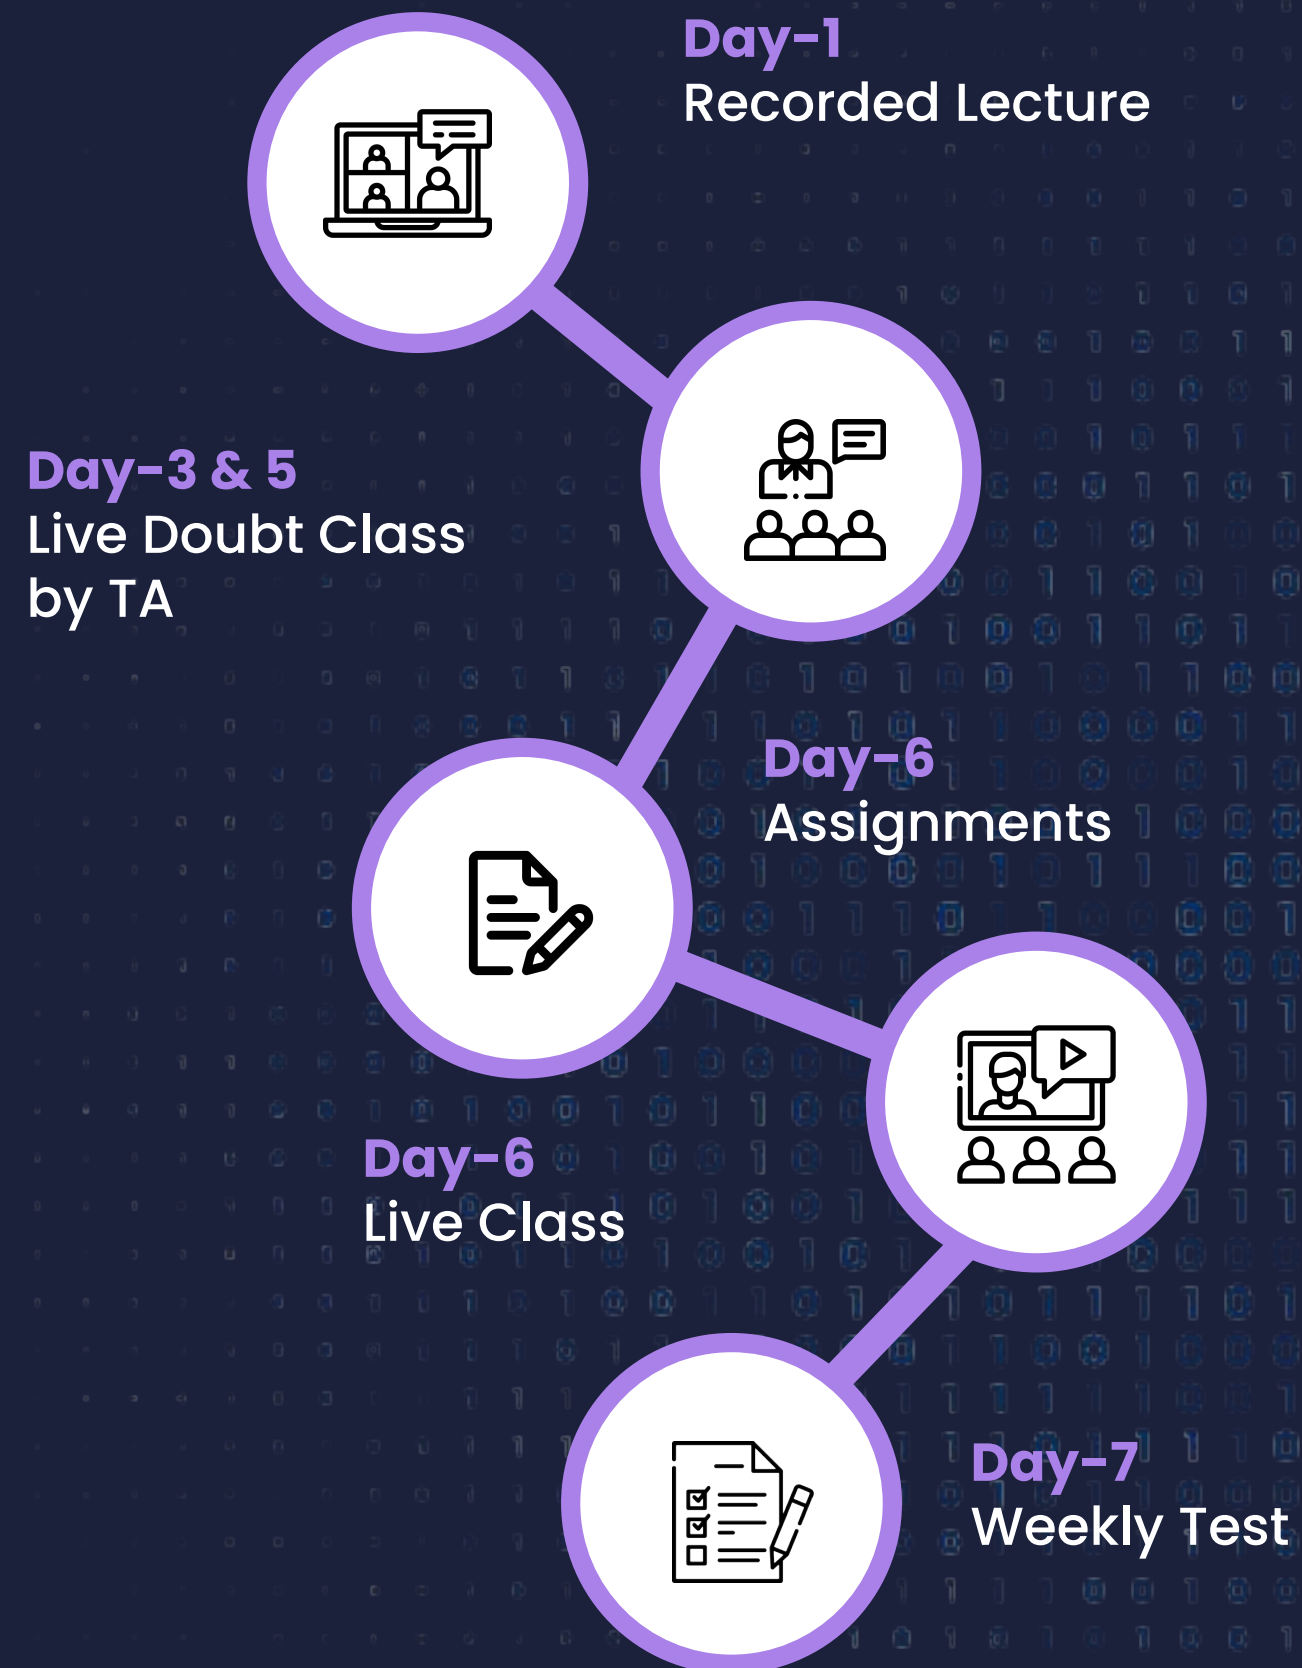 Day-1
Recorded Lecture
Day-3 & 5
Live Doubt Class
by TA
Day-6
Assignments
Day-6
Live Class
Day-7
Weekly Test